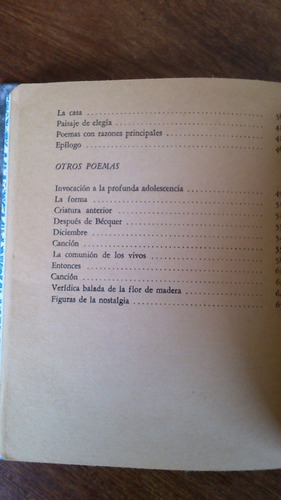 La casa
Paisaje de elegía
Poemas con razones principales
Epílogo
OTROS POEMAS
Invocación a la profunda adolescencia
La forma
Criatura anterior
Después de Bécquer
Diciembre
Canción
La comunión de los vivos
Entonces
Canción
Verídica balada de la flor de madera
Figuras de la nostalgia